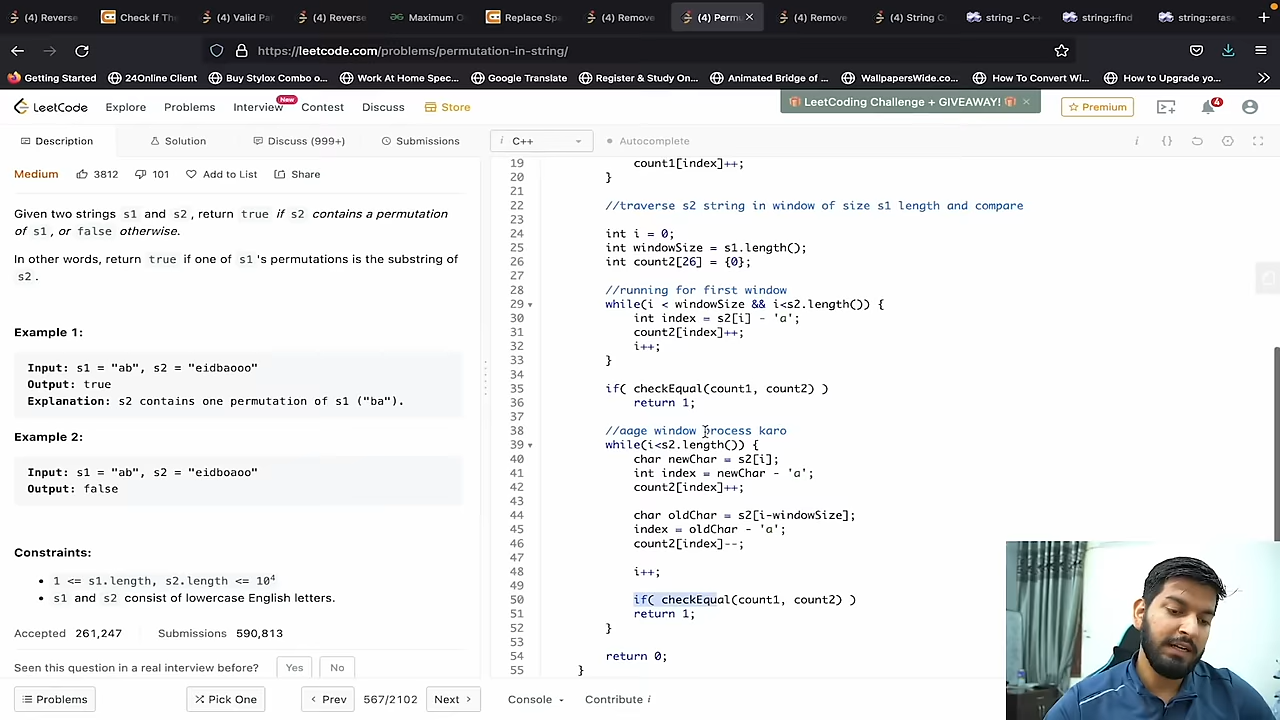 (4) Reverse
Check If The
(4) Valid Pal
(4) Reverse
Maximum O
Replace Spa
(4) Remove
(4) Perm
(4) Remove
(4) String C
string - C++
string::find
string::eras
https://leetcode.com/problems/permutation-in-string/
Getting Started
24Online Client
Buy Stylox Combo o...
Work At Home Spec...
Google Translate
Register & Study On...
Animated Bridge of ...
WallpapersWide.co...
How To Convert Wi...
How to Upgrade you...
LeetCode
Explore
Problems
Interview
New
Contest
Discuss
Store
LeetCoding Challenge + GIVEAWAY!
Premium
4
Description
Solution
Discuss (999+)
Submissions
i C++
Autocomplete
Medium 3812 101 Add to List Share
Given two strings s1 and s2, return true if s2 contains a permutation
of s1, or false otherwise.
In other words, return true if one of s1's permutations is the substring of
s2.
Example 1:
Input: s1 = "ab", s2 = "eidbaooo"
Output: true
Explanation: s2 contains one permutation of s1 ("ba").
Example 2:
Input: s1 = "ab", s2 = "eidboaoo"
Output: false
Constraints:
• 1 <= s1.length, s2.length <= 10⁴
• s1 and s2 consist of lowercase English letters.
Accepted 261,247 Submissions 590,813
Seen this question in a real interview before? Yes No
19 count1[index]++;
20 }
21
22 //traverse s2 string in window of size s1 length and compare
23
24 int i = 0;
25 int windowSize = s1.length();
26 int count2[26] = {0};
27
28 //running for first window
29 while(i < windowSize && i<s2.length()) {
30 int index = s2[i] - 'a';
31 count2[index]++;
32 i++;
33 }
34
35 if( checkEqual(count1, count2) )
36 return 1;
37
38 //aage window process karo
39 while(i<s2.length()) {
40 char newChar = s2[i];
41 int index = newChar - 'a';
42 count2[index]++;
43
44 char oldChar = s2[i-windowSize];
45 index = oldChar - 'a';
46 count2[index]--;
47
48 i++;
49
50 if( checkEqual(count1, count2) )
51 return 1;
52 }
53
54 return 0;
55 }
Problems
Pick One
Prev
567/2102
Next
Console
Contribute i